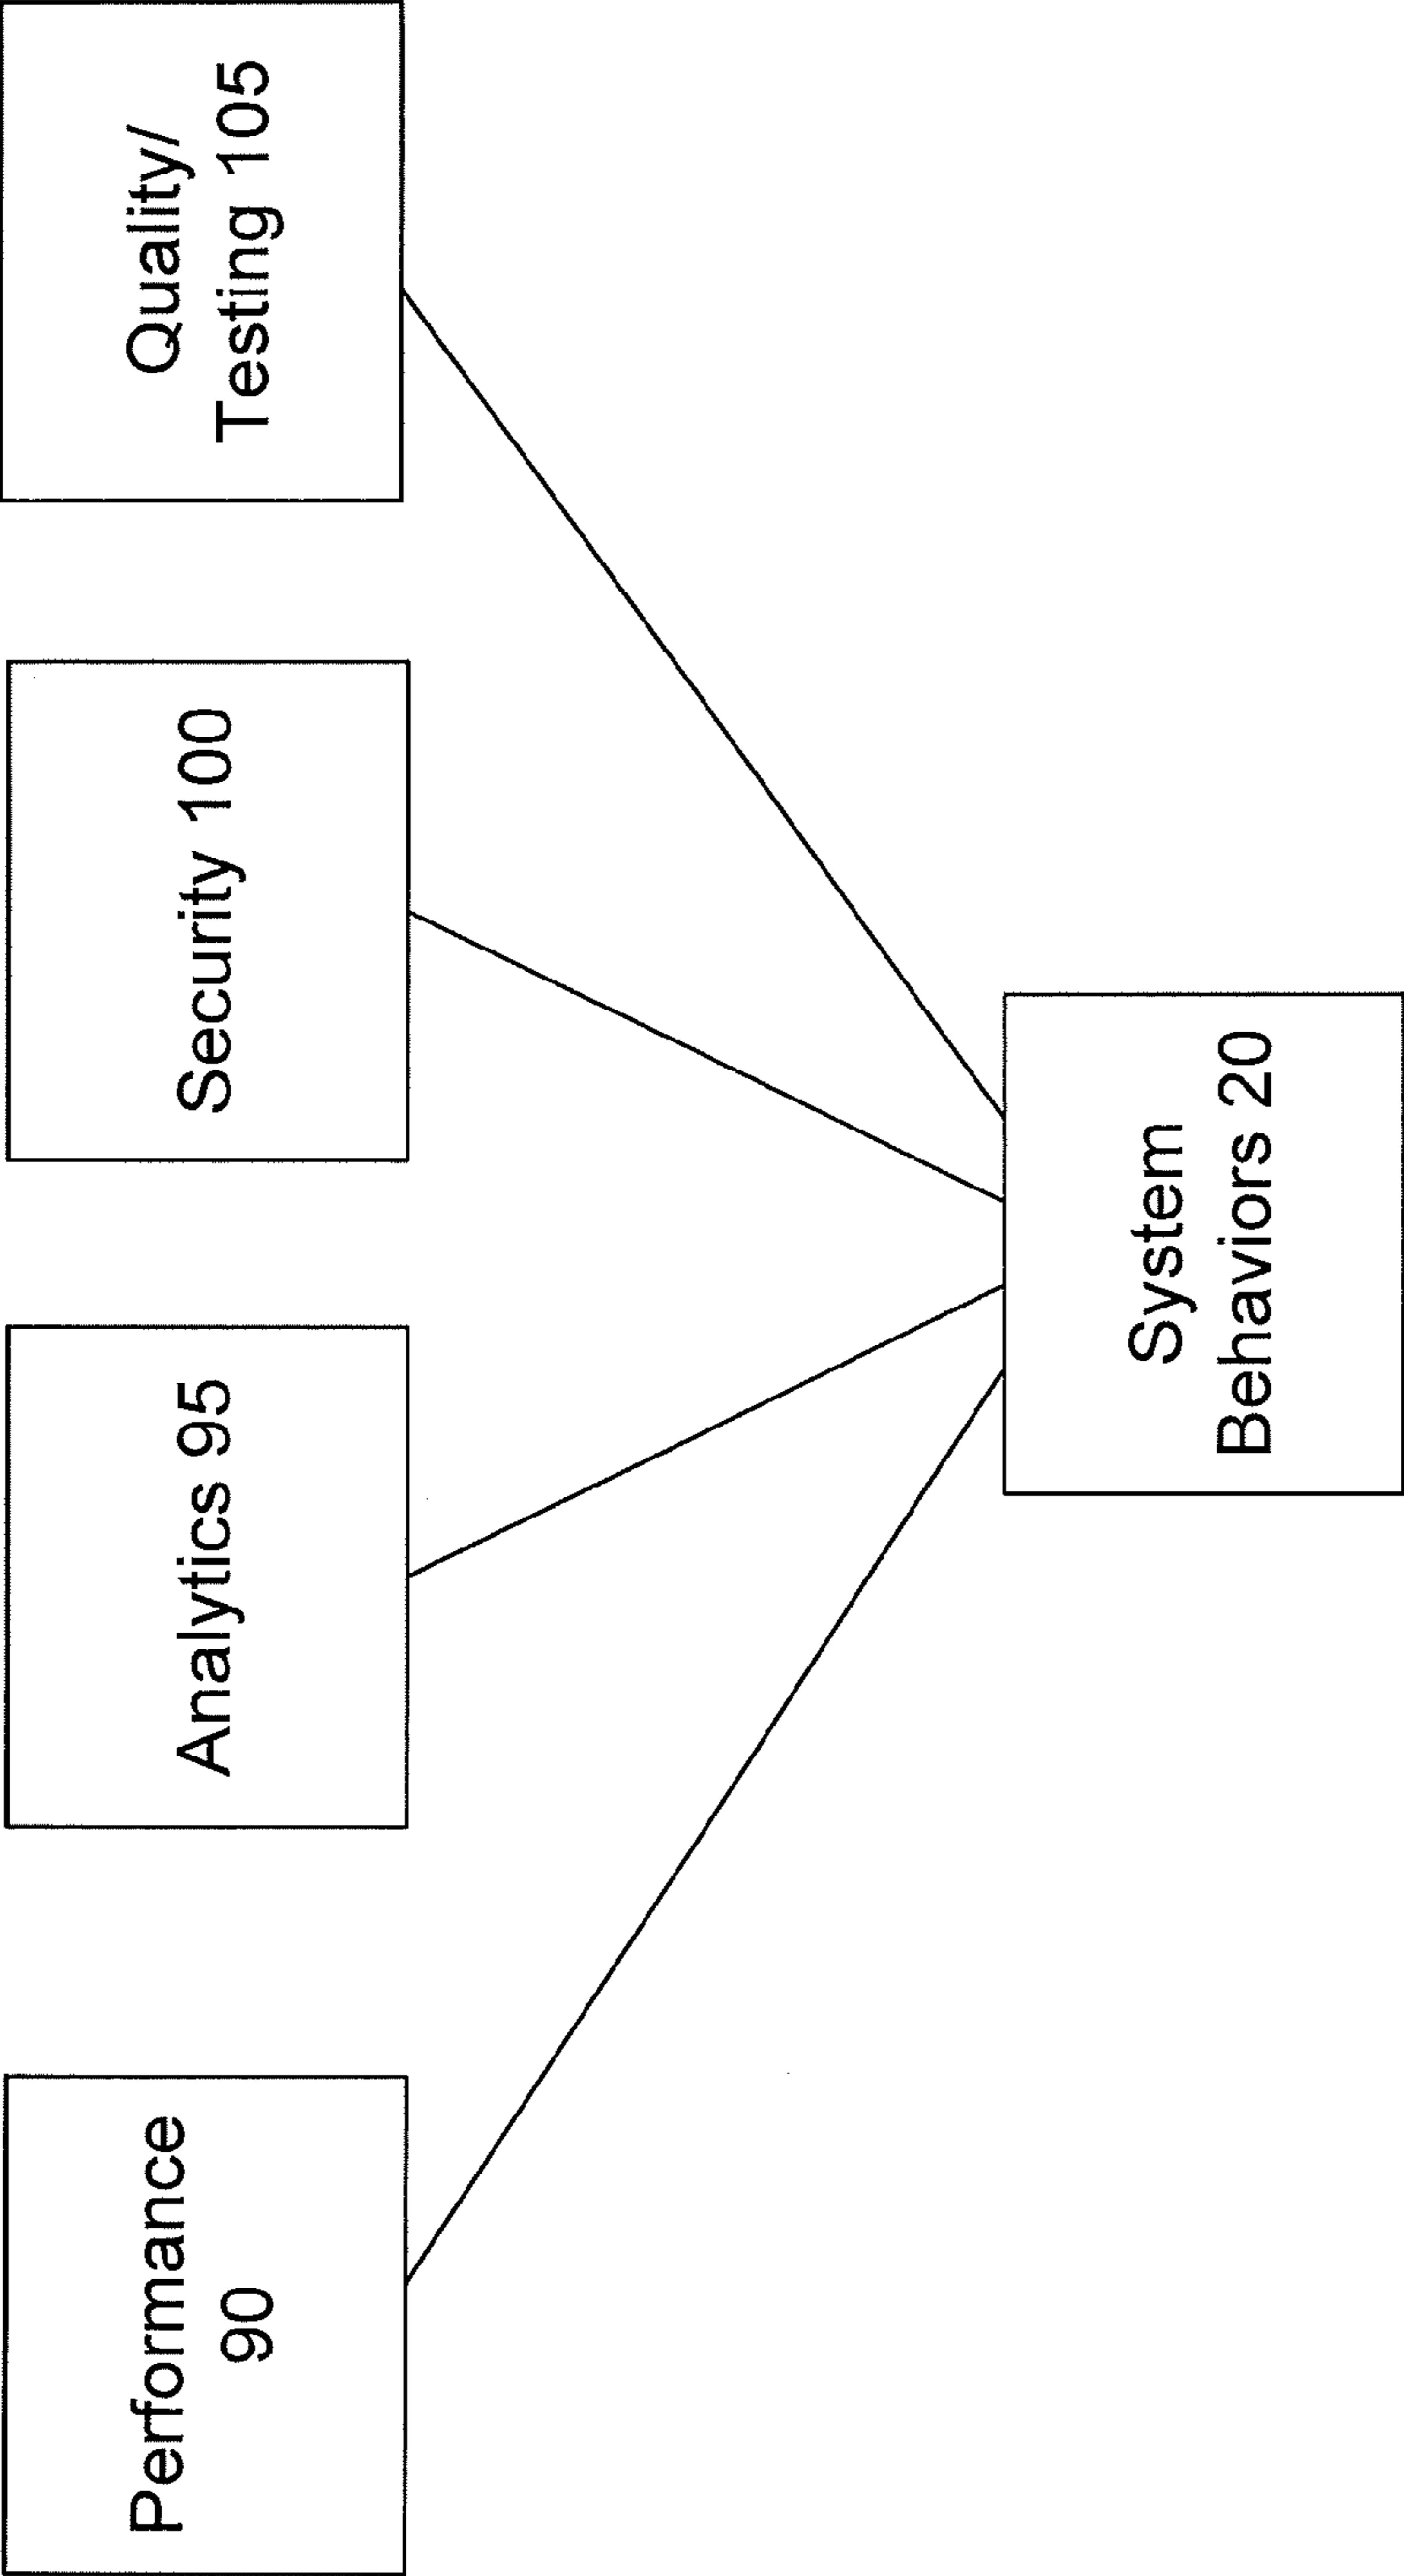 Performance
90
Analytics 95
Security 100
Quality/
Testing 105
System
Behaviors 20